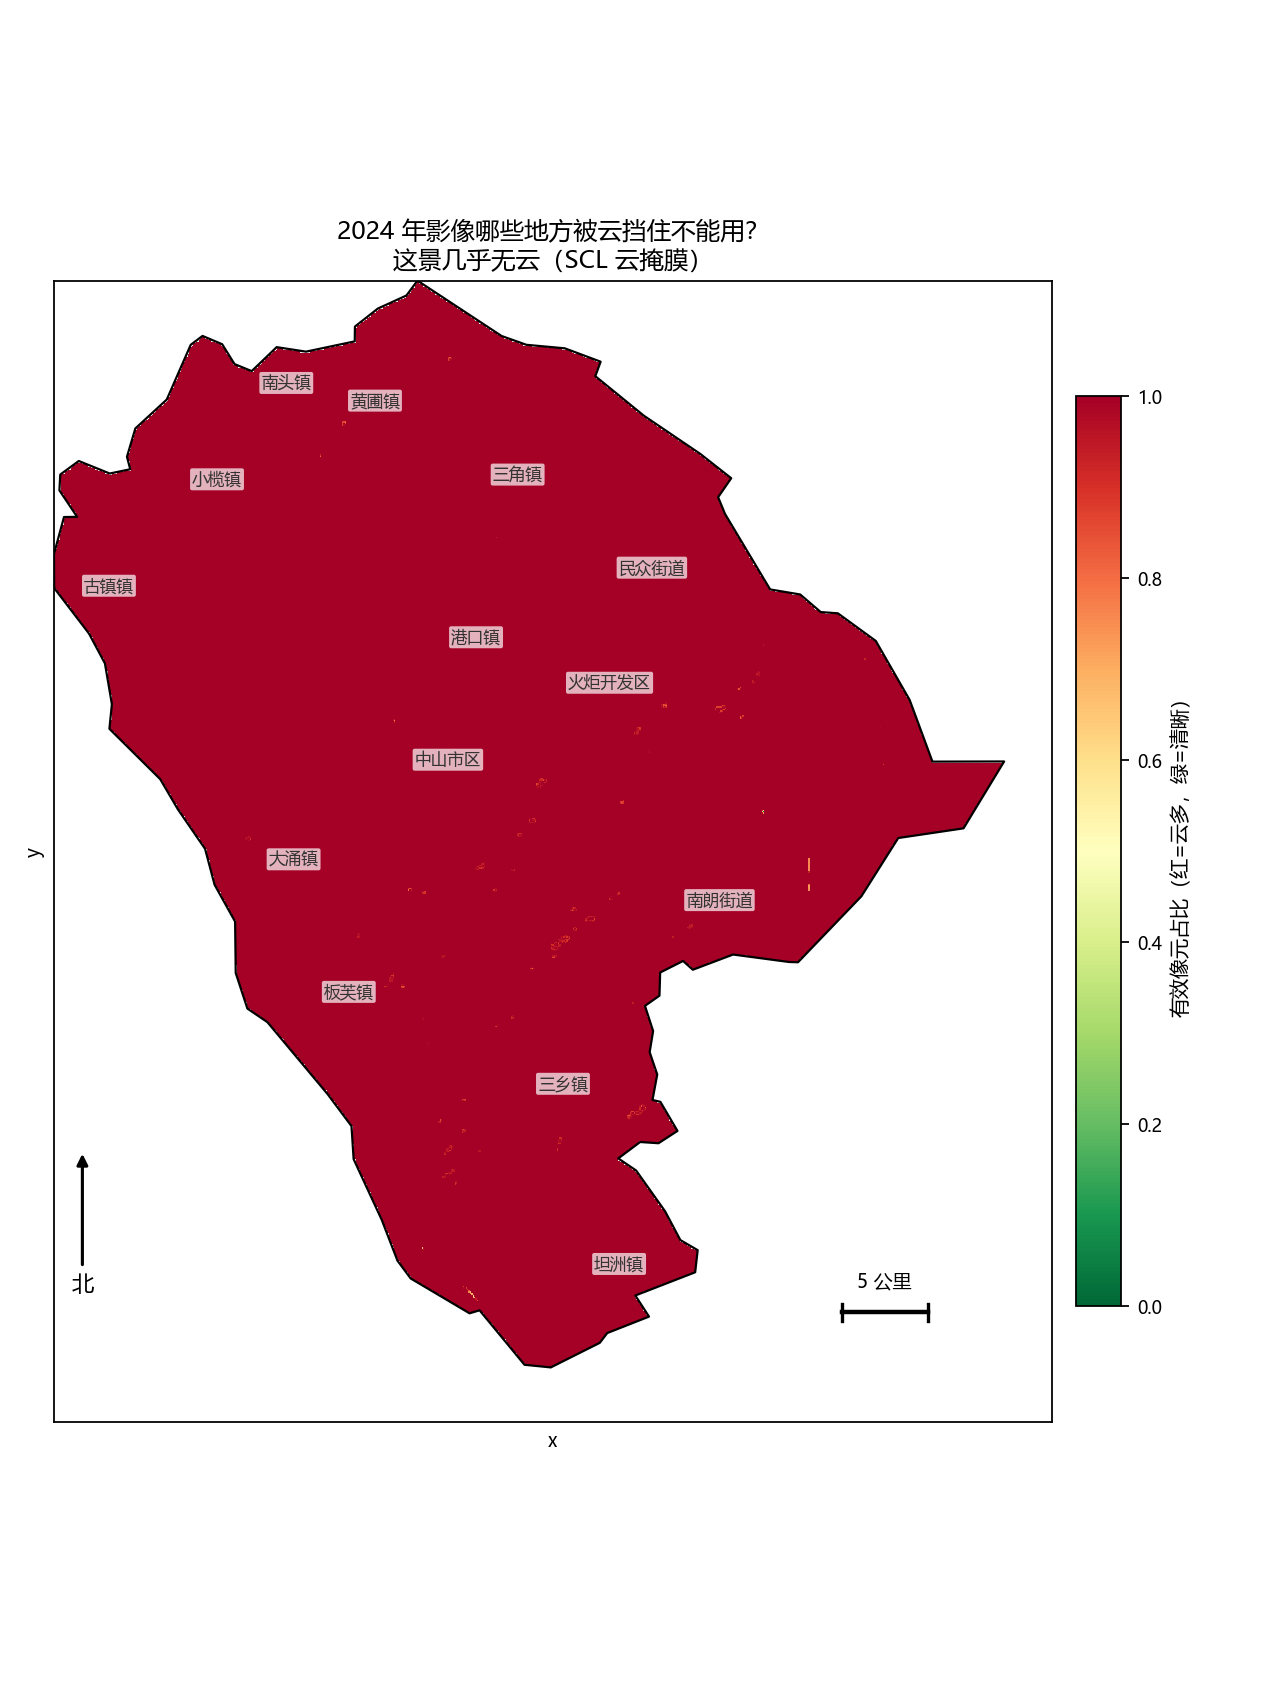 2024 年影像哪些地方被云挡住不能用?
这景几乎无云（SCL 云掩膜）
南头镇
黄圃镇
小榄镇
三角镇
民众街道
古镇镇
港口镇
火炬开发区
中山市区
大涌镇
南朗街道
板芙镇
三乡镇
坦洲镇
北
5 公里
x
y
1.0
0.8
0.6
0.4
0.2
0.0
有效像元占比（红=云多，绿=清晰）